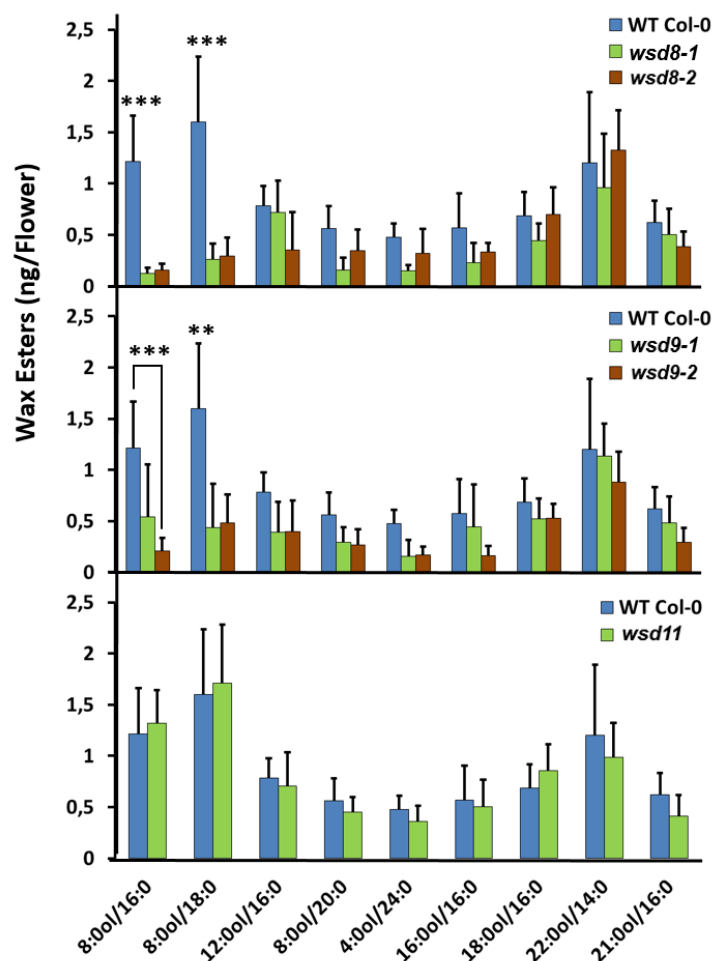 Wax Esters (ng/Flower)
WT Col-0
wsd8-1
wsd8-2
***
***
2,5
2
1,5
1
0,5
0
WT Col-0
wsd9-1
wsd9-2
***
**
2,5
2
1,5
1
0,5
0
WT Col-0
wsd11
2,5
2
1,5
1
0,5
0
8:0ol/16:0
8:0ol/18:0
12:0ol/16:0
8:0ol/20:0
4:0ol/24:0
16:0ol/16:0
18:0ol/16:0
22:0ol/14:0
21:0ol/16:0